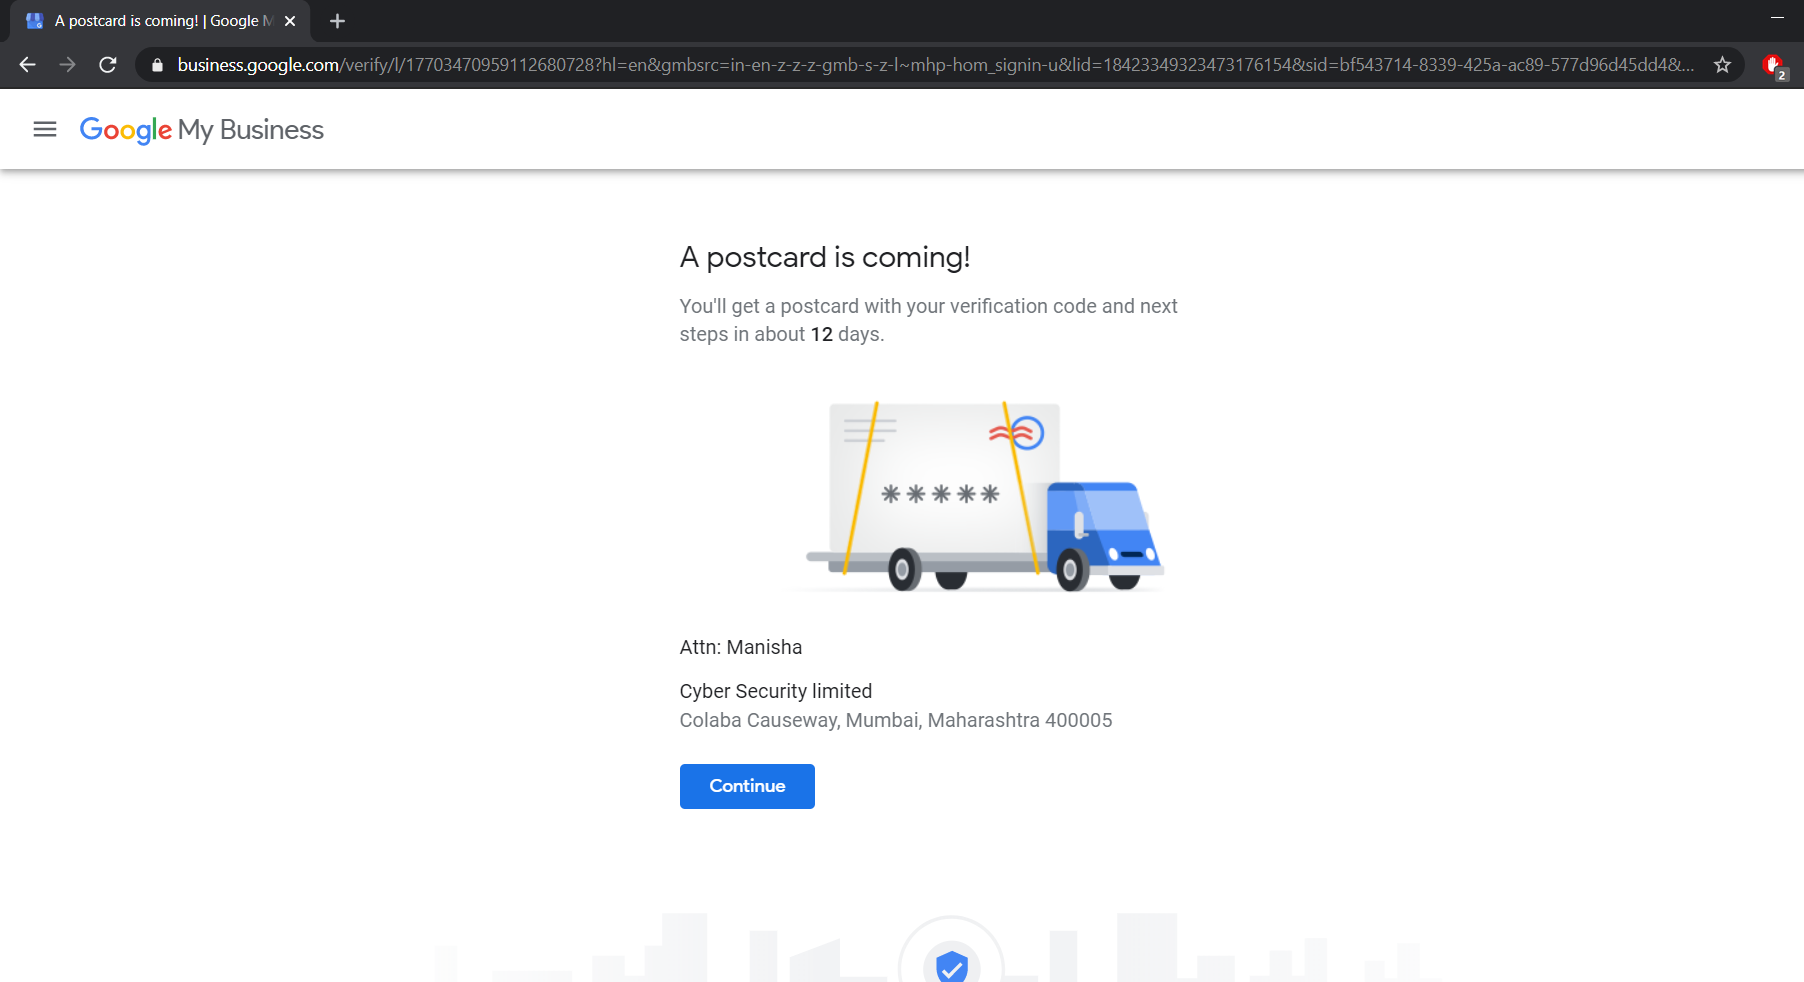 A postcard is coming! | Google M
business.google.com/verify/l/17703470959112680728?hl=en&gmbsrc=in-en-z-z-z-gmb-s-z-l~mhp-hom_signin-u&lid=18423349323473176154&sid=bf543714-8339-425a-ac89-577d96d45dd4&...
2
Google My Business
A postcard is coming!
You'll get a postcard with your verification code and next
steps in about 12 days.
*****
Attn: Manisha
Cyber Security limited
Colaba Causeway, Mumbai, Maharashtra 400005
Continue